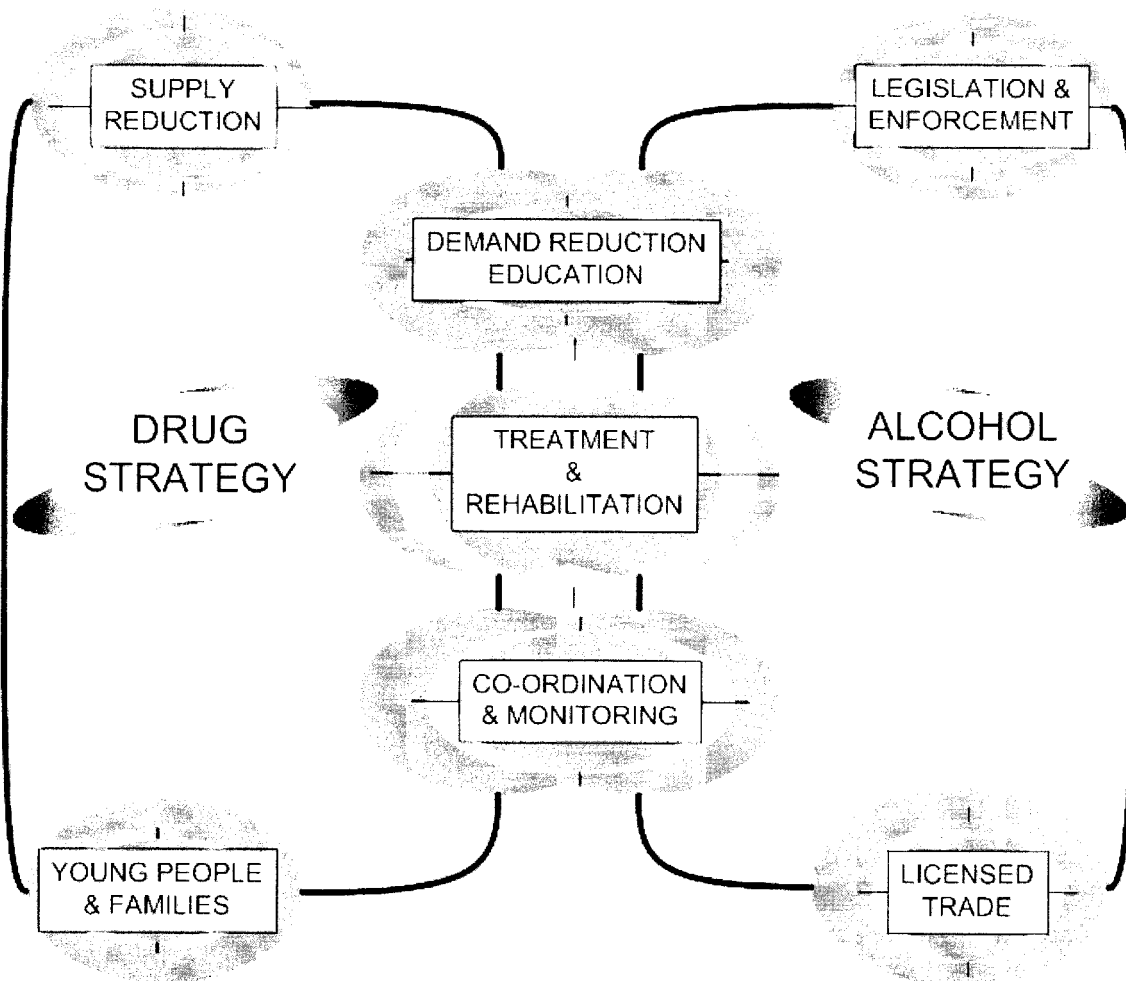 SUPPLY
REDUCTION
LEGISLATION &
ENFORCEMENT
DEMAND REDUCTION
EDUCATION
DRUG
STRATEGY
TREATMENT
&
REHABILITATION
ALCOHOL
STRATEGY
CO-ORDINATION
& MONITORING
YOUNG PEOPLE
& FAMILIES
LICENSED
TRADE